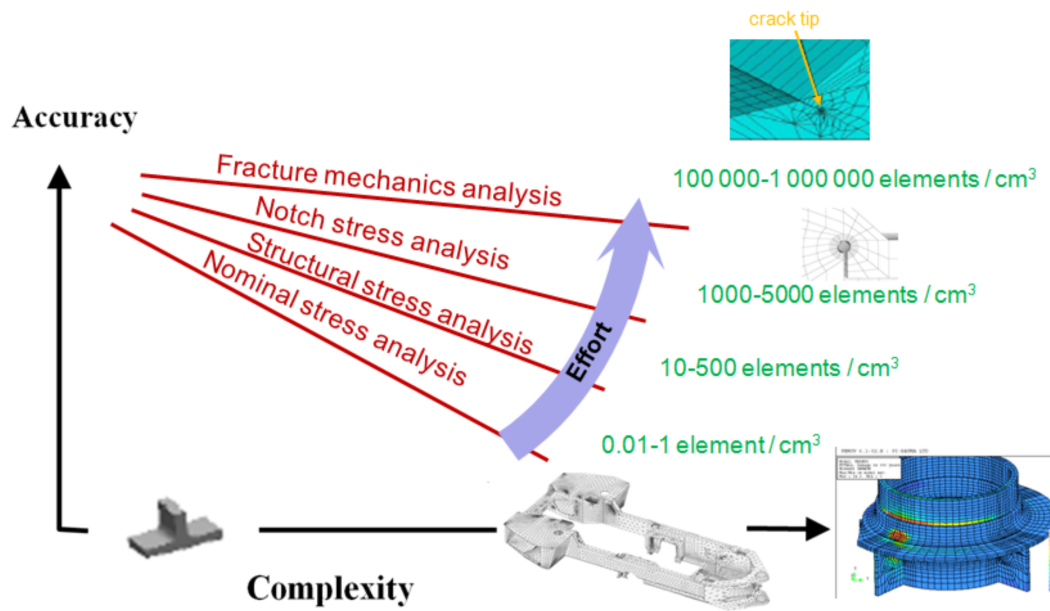 crack tip
Accuracy
Fracture mechanics analysis
100 000-1 000 000 elements / cm³
Notch stress analysis
Structural stress analysis
1000-5000 elements / cm³
Nominal stress analysis
Effort
10-500 elements / cm³
0.01-1 element / cm³
Complexity